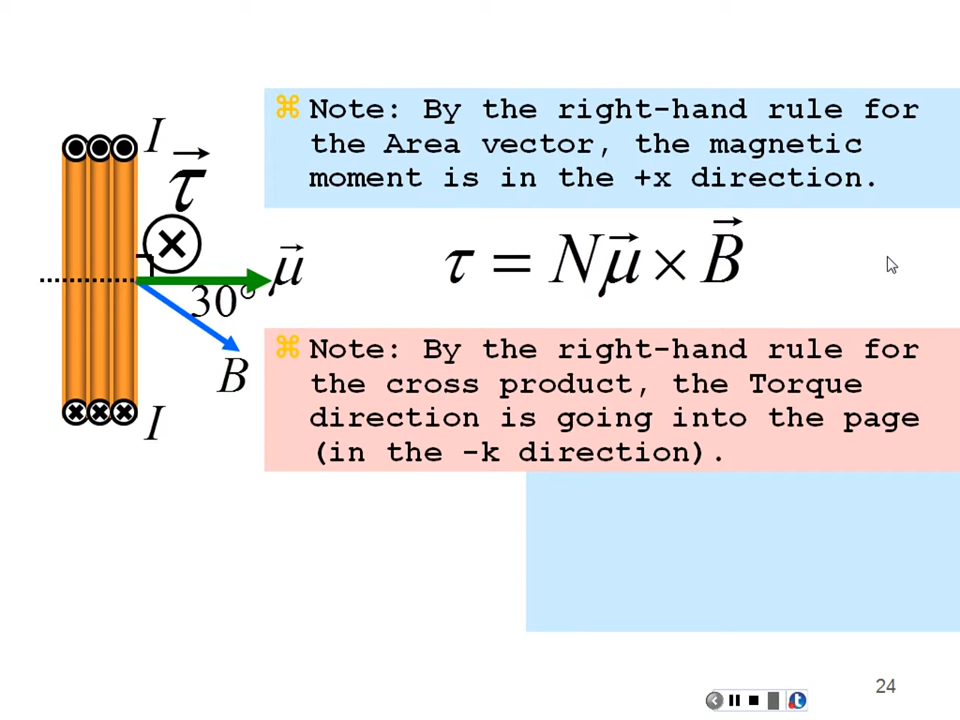 ⌘ Note: By the right-hand rule for
the Area vector, the magnetic
moment is in the +x direction.
I
τ⃗
τ = Nμ⃗ × B⃗
μ⃗
30°
B
⌘ Note: By the right-hand rule for
the cross product, the Torque
direction is going into the page
(in the -k direction).
I
24